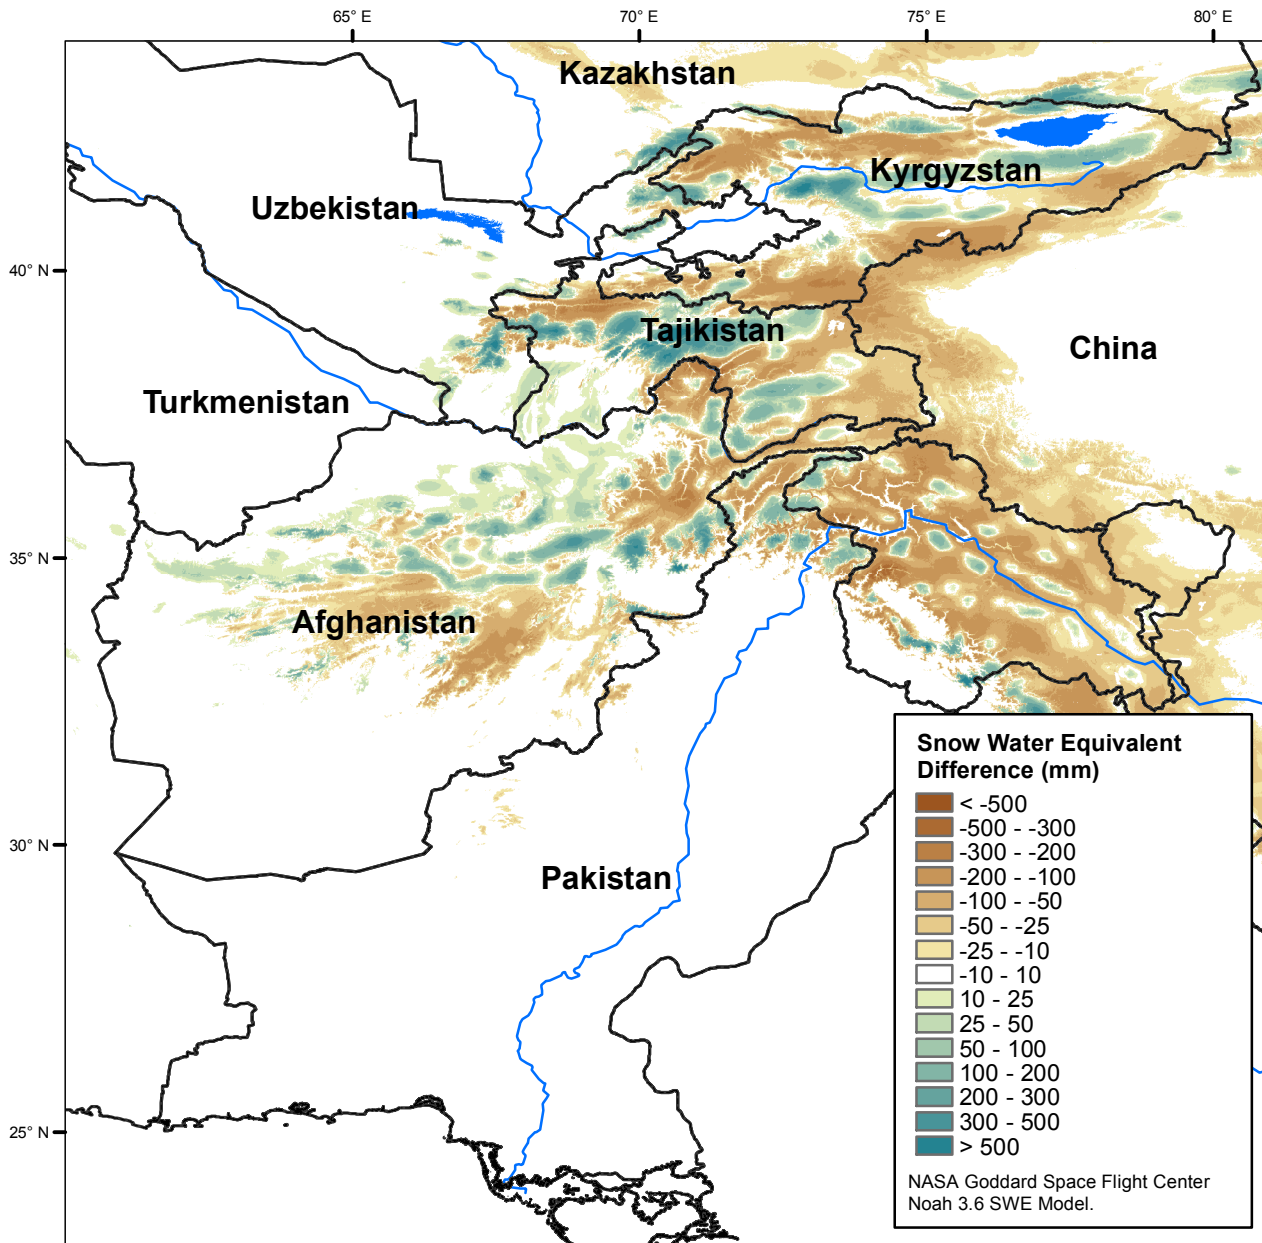 65° E
70° E
75° E
80° E
Kazakhstan
Kyrgyzstan
Uzbekistan
40° N
Tajikistan
China
Turkmenistan
35° N
Afghanistan
30° N
Pakistan
25° N
Snow Water Equivalent
Difference (mm)
< -500
-500 - -300
-300 - -200
-200 - -100
-100 - -50
-50 - -25
-25 - -10
-10 - 10
10 - 25
25 - 50
50 - 100
100 - 200
200 - 300
300 - 500
> 500
NASA Goddard Space Flight Center
Noah 3.6 SWE Model.